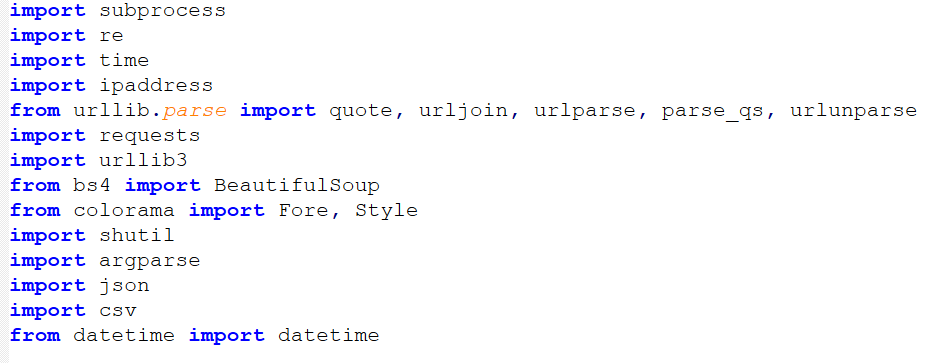 import subprocess
import re
import time
import ipaddress
from urllib.parse import quote, urljoin, urlparse, parse_qs, urlunparse
import requests
import urllib3
from bs4 import BeautifulSoup
from colorama import Fore, Style
import shutil
import argparse
import json
import csv
from datetime import datetime